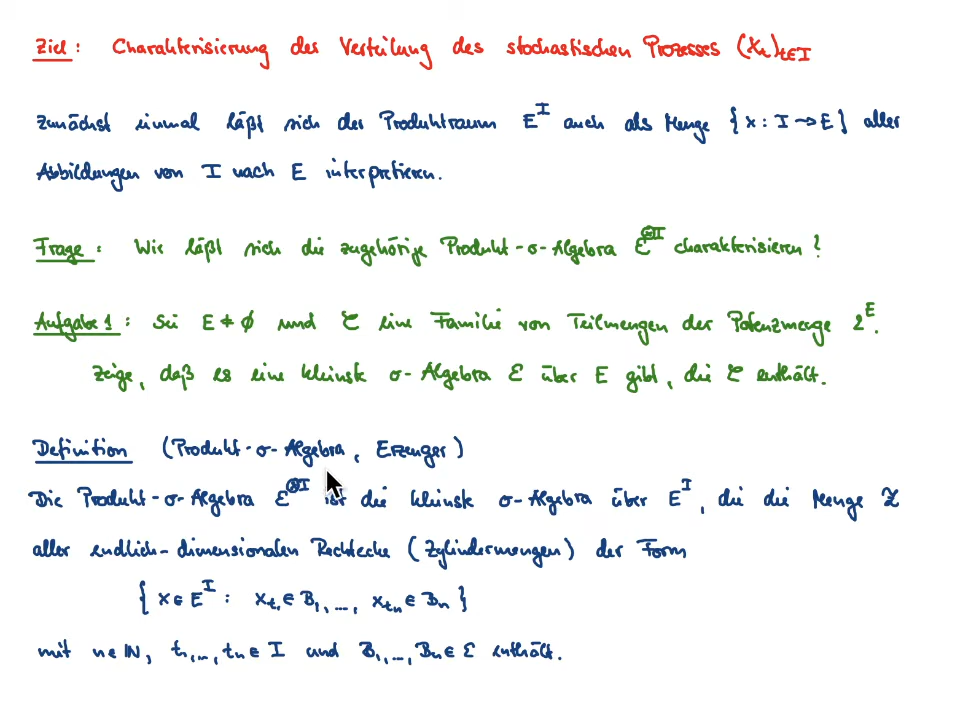 Ziel: Charakterisierung der Verteilung des stochastischen Prozesses (X_t)_{t∈I}
Zunächst einmal läßt sich der Produktraum E^I auch als Menge {x: I → E} aller
Abbildungen von I nach E interpretieren.
Frage: Wie läßt sich die zugehörige Produkt-σ-Algebra ℰ^{⊗I} charakterisieren?
Aufgabe 1: Sei E ≠ ∅ und 𝒞 eine Familie von Teilmengen der Potenzmenge 2^E.
Zeige, daß es eine kleinste σ-Algebra ℰ über E gibt, die 𝒞 enthält.
Definition (Produkt-σ-Algebra, Erzeuger)
Die Produkt-σ-Algebra ℰ^{⊗I} ist die kleinste σ-Algebra über E^I, die die Menge 𝒵
aller endlich-dimensionalen Rechtecke (Zylindermengen) der Form
{x ∈ E^I : x_{t_1} ∈ B_1, ..., x_{t_n} ∈ B_n}
mit n ∈ ℕ, t_1, ..., t_n ∈ I und B_1, ..., B_n ∈ ℰ enthält.